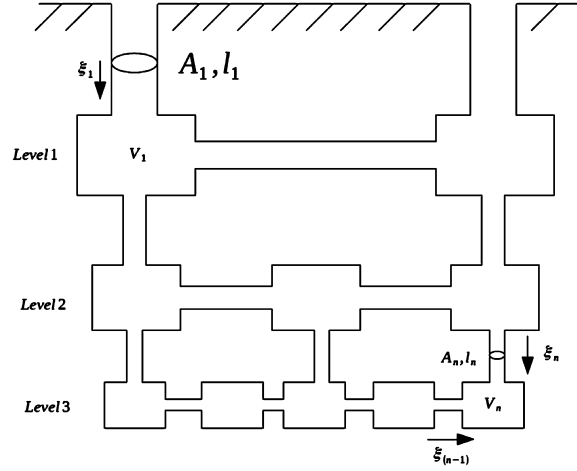 A₁, l₁
ξ₁
Level 1
V₁
Level 2
Aₙ, lₙ
ξₙ
Level 3
Vₙ
ξ₍ₙ₋₁₎